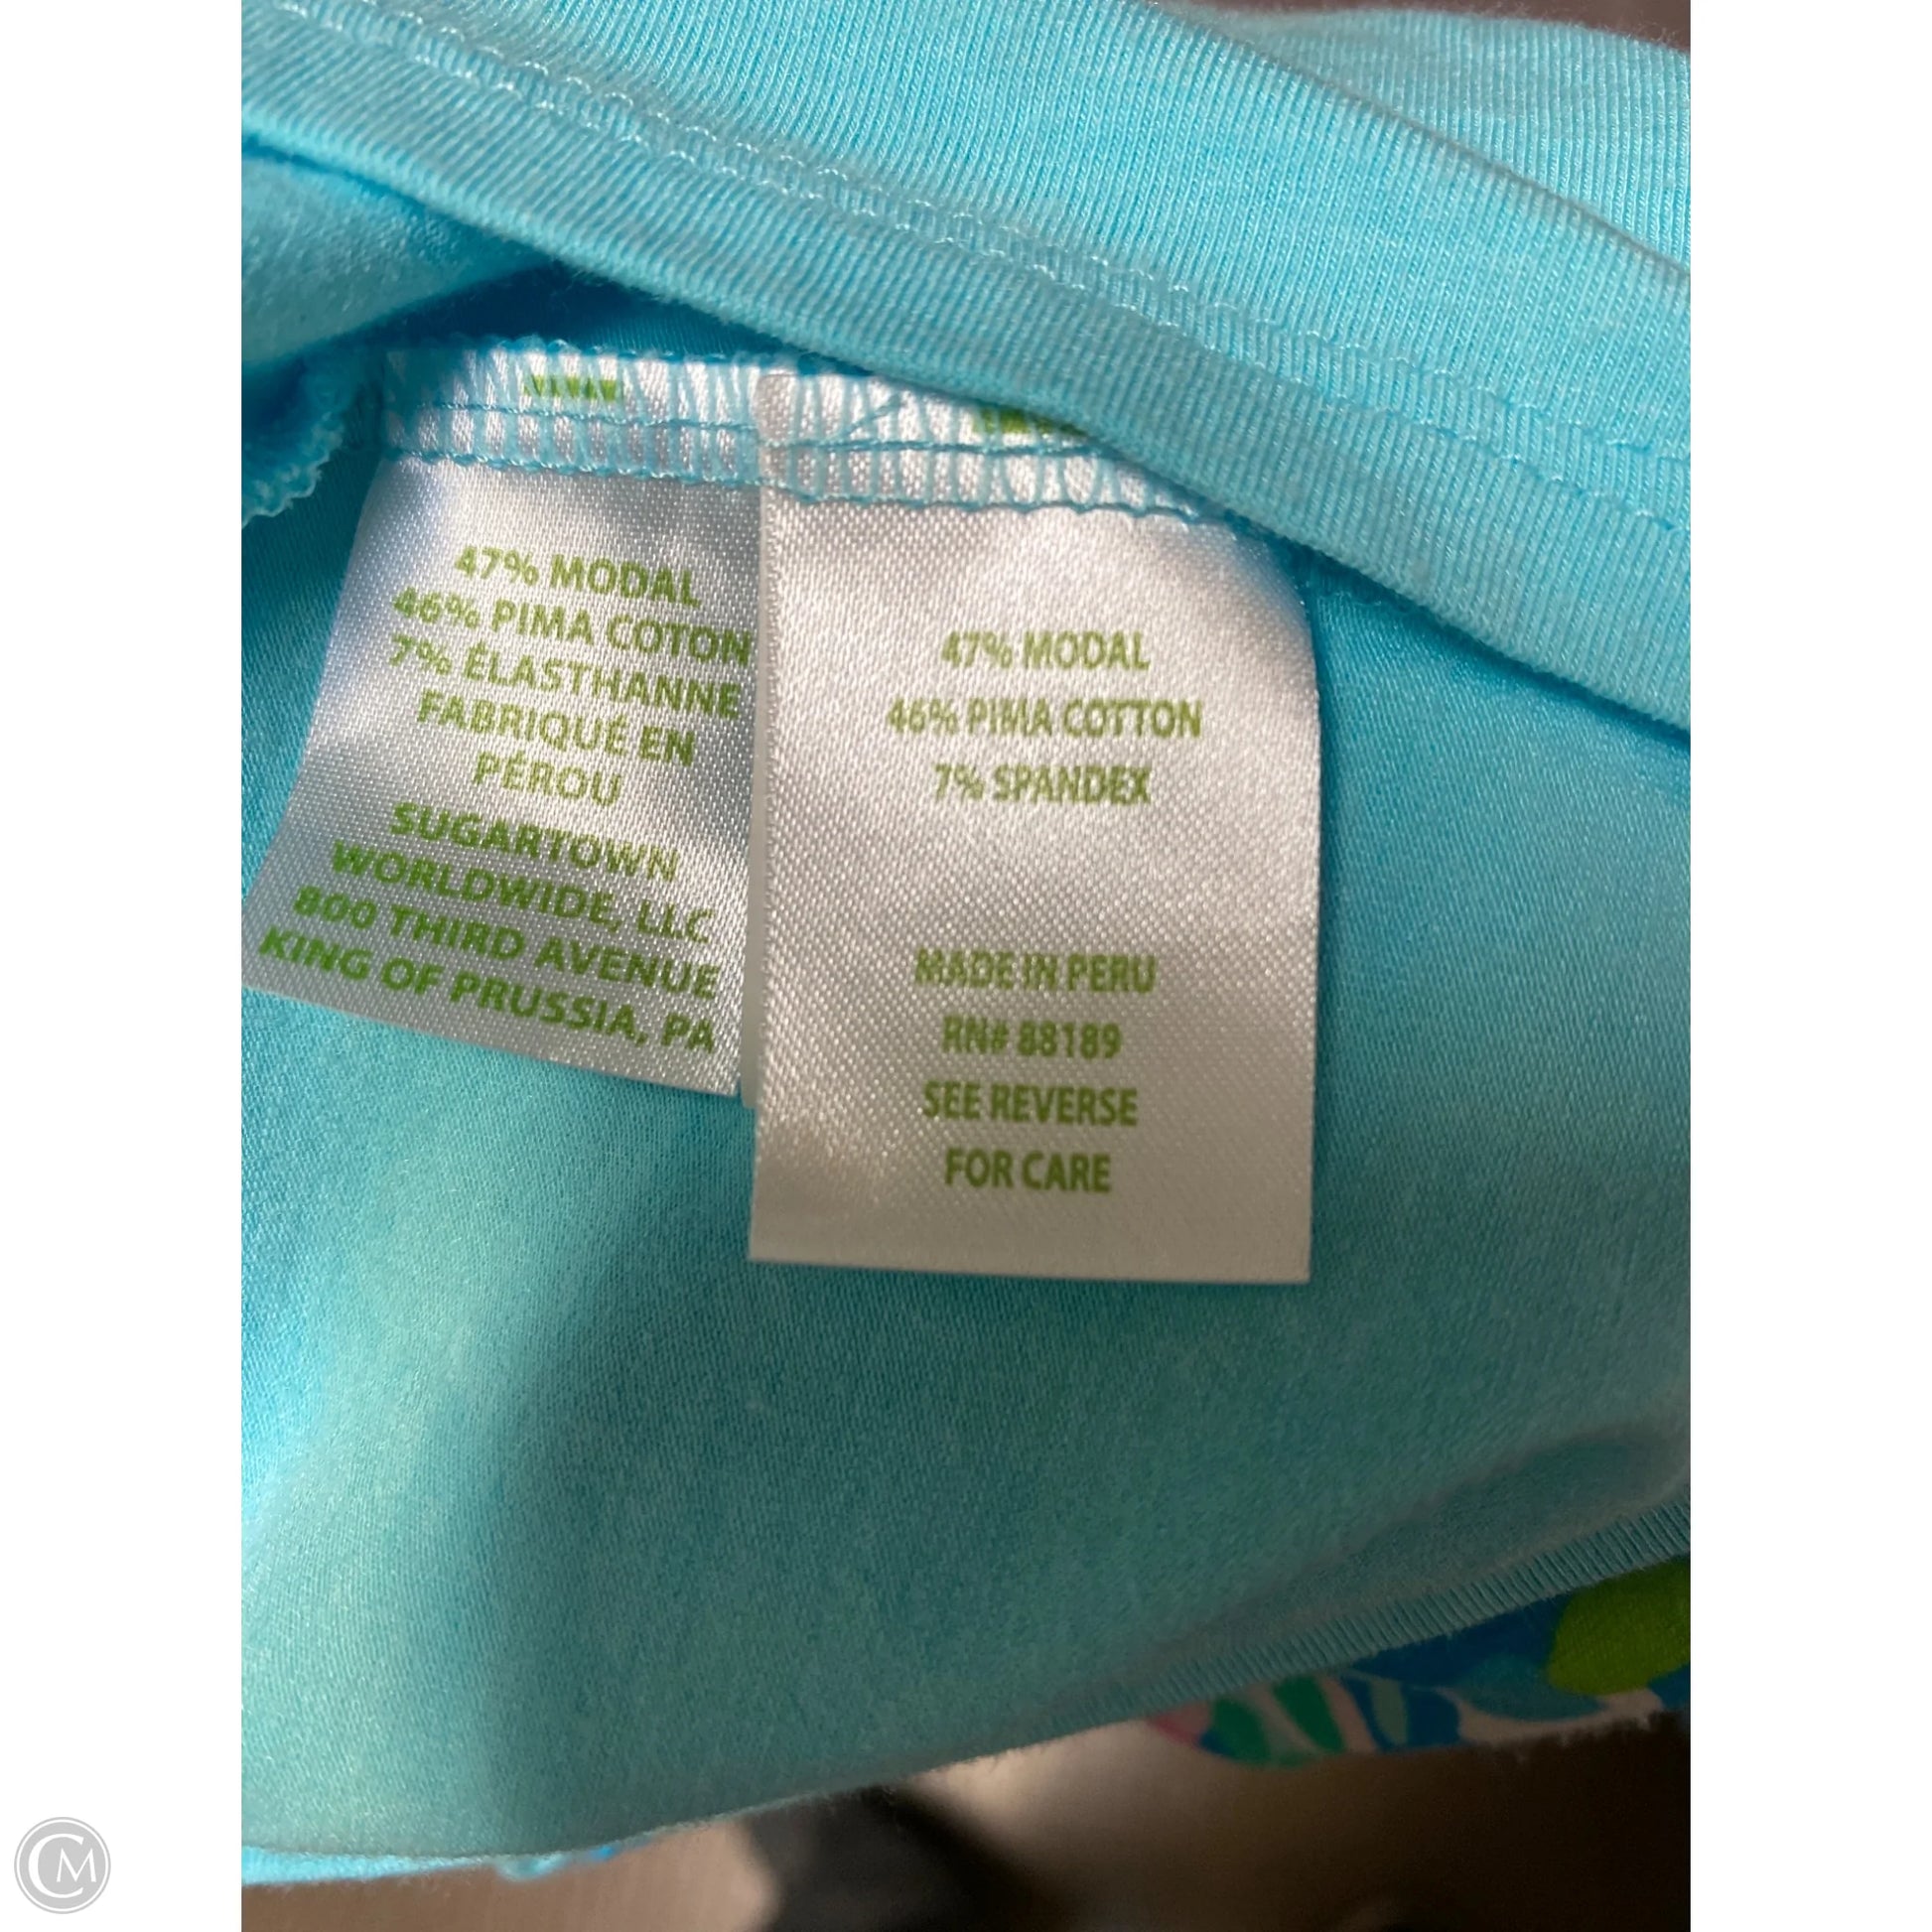 47% MODAL
46% PIMA COTON
7% ÉLASTHANNE
FABRIQUÉ EN
PÉROU
SUGARTOWN
WORLDWIDE, LLC
800 THIRD AVENUE
KING OF PRUSSIA, PA
47% MODAL
46% PIMA COTTON
7% SPANDEX
MADE IN PERU
RN# 88189
SEE REVERSE
FOR CARE
CM